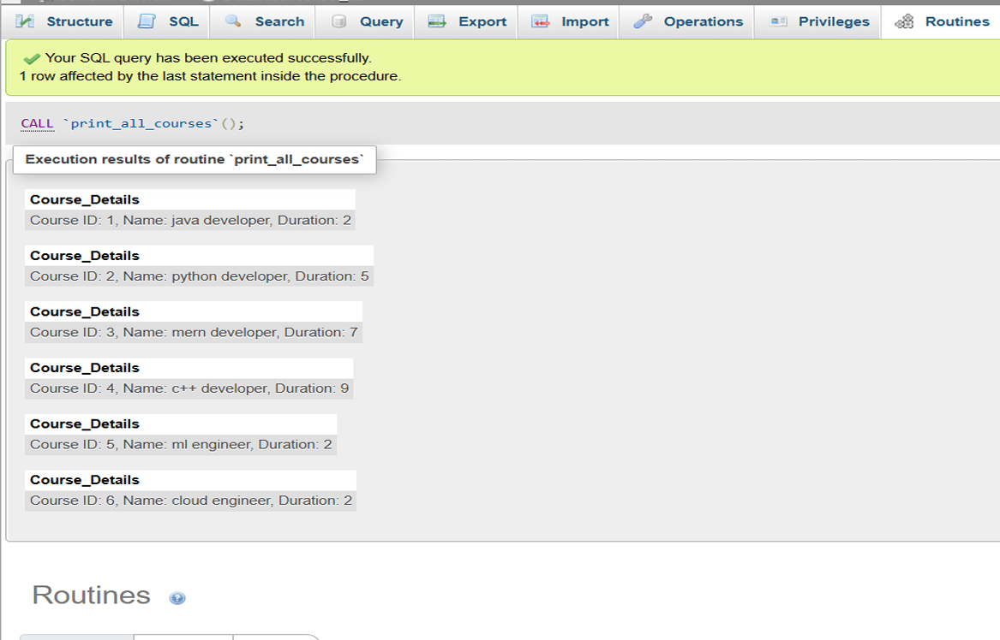 Structure SQL Search Query Export Import Operations Privileges Routines
Your SQL query has been executed successfully.
1 row affected by the last statement inside the procedure.
CALL `print_all_courses`();
Execution results of routine `print_all_courses`
Course_Details
Course ID: 1, Name: java developer, Duration: 2
Course_Details
Course ID: 2, Name: python developer, Duration: 5
Course_Details
Course ID: 3, Name: mern developer, Duration: 7
Course_Details
Course ID: 4, Name: c++ developer, Duration: 9
Course_Details
Course ID: 5, Name: ml engineer, Duration: 2
Course_Details
Course ID: 6, Name: cloud engineer, Duration: 2
Routines